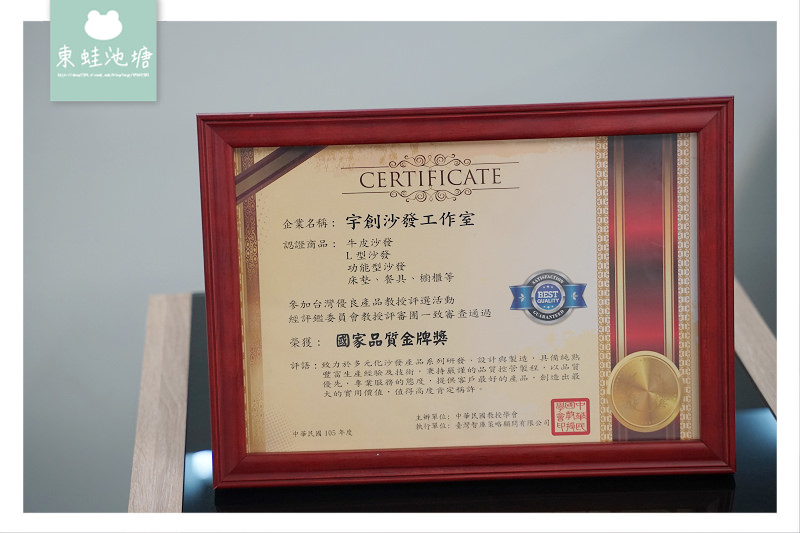 東蛙池塘
CERTIFICATE
企業名稱： 宇創沙發工作室
認證商品： 牛皮沙發
L型沙發
功能型沙發
床墊、餐具、櫥櫃等
參加台灣優良產品教授評選活動
經評鑑委員會教授評審團一致審查通過
榮獲： 國家品質金牌獎
評語：致力於多元化沙發產品系列研發、設計與製造，具備純熟
豐富生產經驗及技術，秉持嚴謹的品質控管製程，以品質
優先，專業服務的態度，提供客戶最好的產品，創造出最
大的實用價值，值得高度肯定稱許。
主辦單位：中華民國教授學會
執行單位：臺灣智庫策略顧問有限公司
中華民國 105 年度
SATISFACTION
BEST
QUALITY
GUARANTEED